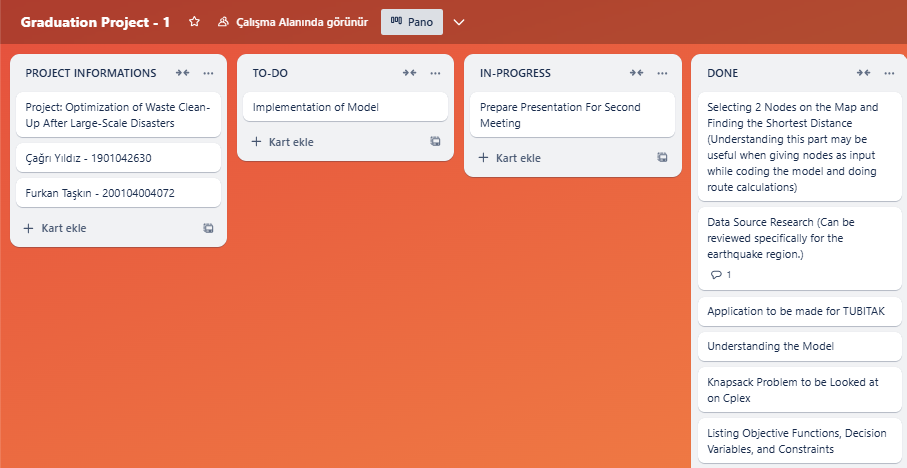 Graduation Project - 1
Çalışma Alanında görünür
Pano
PROJECT INFORMATIONS
Project: Optimization of Waste Clean-
Up After Large-Scale Disasters
Çağrı Yıldız - 1901042630
Furkan Taşkın - 200104004072
Kart ekle
TO-DO
Implementation of Model
Kart ekle
IN-PROGRESS
Prepare Presentation For Second
Meeting
Kart ekle
DONE
Selecting 2 Nodes on the Map and
Finding the Shortest Distance
(Understanding this part may be
useful when giving nodes as input
while coding the model and doing
route calculations)
Data Source Research (Can be
reviewed specifically for the
earthquake region.)
1
Application to be made for TUBITAK
Understanding the Model
Knapsack Problem to be Looked at
on Cplex
Listing Objective Functions, Decision
Variables, and Constraints